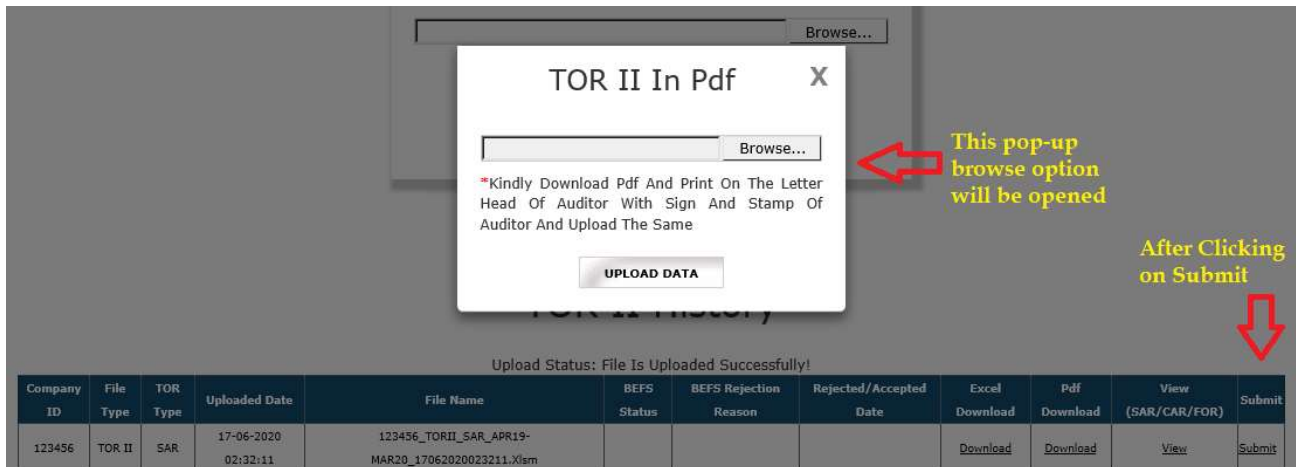 Browse...
TOR II In Pdf X
Browse...
*Kindly Download Pdf And Print On The Letter
Head Of Auditor With Sign And Stamp Of
Auditor And Upload The Same
UPLOAD DATA
This pop-up
browse option
will be opened
After Clicking
on Submit
TOR II History
Upload Status: File Is Uploaded Successfully!
Company ID File Type TOR Type Uploaded Date File Name BEFS Status BEFS Rejection Reason Rejected/Accepted Date Excel Download Pdf Download View (SAR/CAR/FOR) Submit
123456 TOR II SAR 17-06-2020 02:32:11 123456_TORII_SAR_APR19-MAR20_17062020023211.Xlsm Download Download View Submit